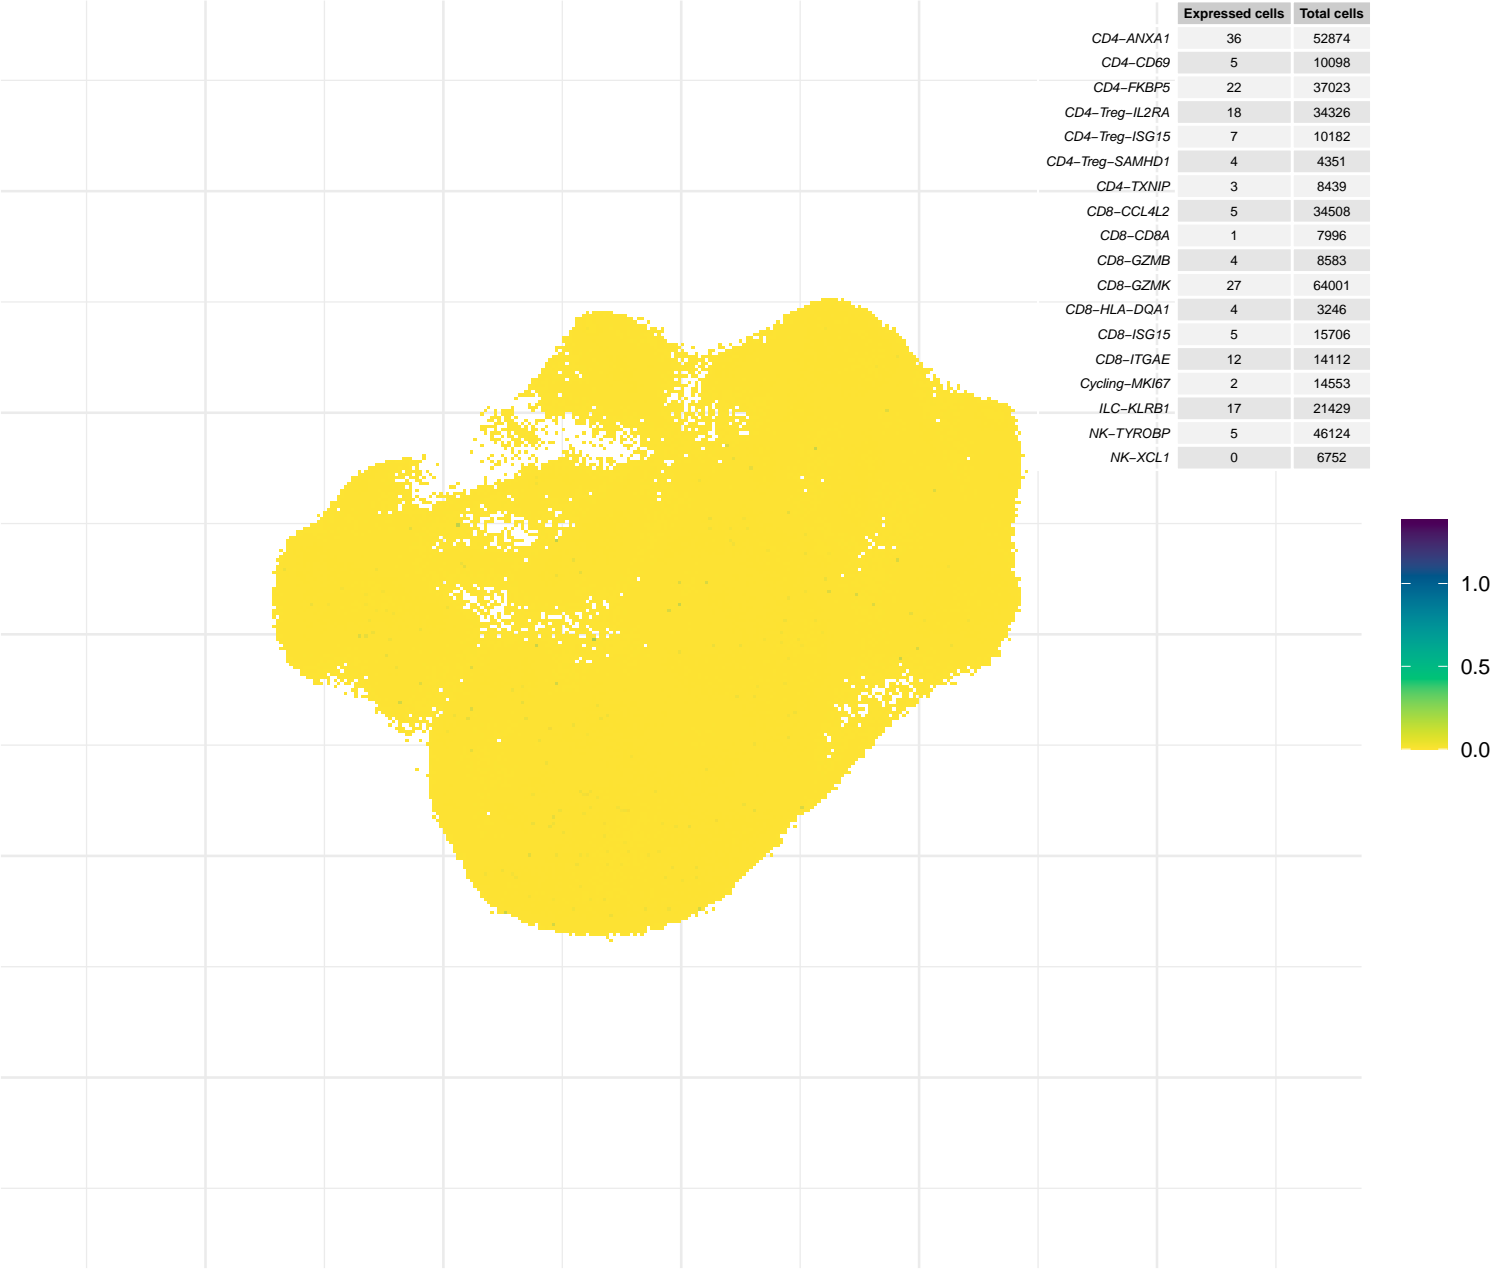 Expressed cells Total cells
CD4−ANXA1 36 52874
CD4−CD69 5 10098
CD4−FKBP5 22 37023
CD4−Treg−IL2RA 18 34326
CD4−Treg−ISG15 7 10182
CD4−Treg−SAMHD1 4 4351
CD4−TXNIP 3 8439
CD8−CCL4L2 5 34508
CD8−CD8A 1 7996
CD8−GZMB 4 8583
CD8−GZMK 27 64001
CD8−HLA−DQA1 4 3246
CD8−ISG15 5 15706
CD8−ITGAE 12 14112
Cycling−MKI67 2 14553
ILC−KLRB1 17 21429
NK−TYROBP 5 46124
NK−XCL1 0 6752
1.0
0.5
0.0